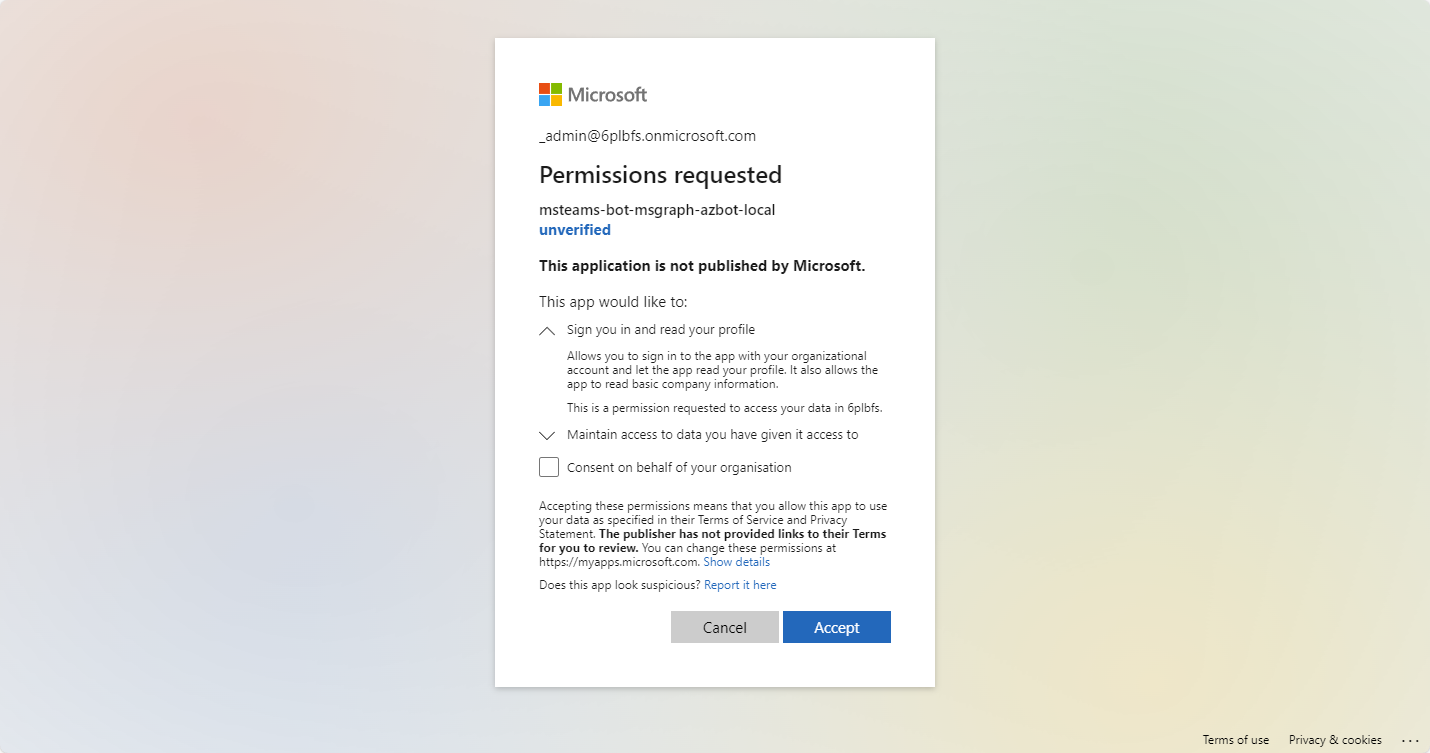 Microsoft
_admin@6plbfs.onmicrosoft.com
Permissions requested
msteams-bot-msgraph-azbot-local
unverified
This application is not published by Microsoft.
This app would like to:
Sign you in and read your profile
Allows you to sign in to the app with your organizational
account and let the app read your profile. It also allows the
app to read basic company information.
This is a permission requested to access your data in 6plbfs.
Maintain access to data you have given it access to
Consent on behalf of your organisation
Accepting these permissions means that you allow this app to use
your data as specified in their Terms of Service and Privacy
Statement. The publisher has not provided links to their Terms
for you to review. You can change these permissions at
https://myapps.microsoft.com. Show details
Does this app look suspicious? Report it here
Cancel Accept
Terms of use Privacy & cookies ...